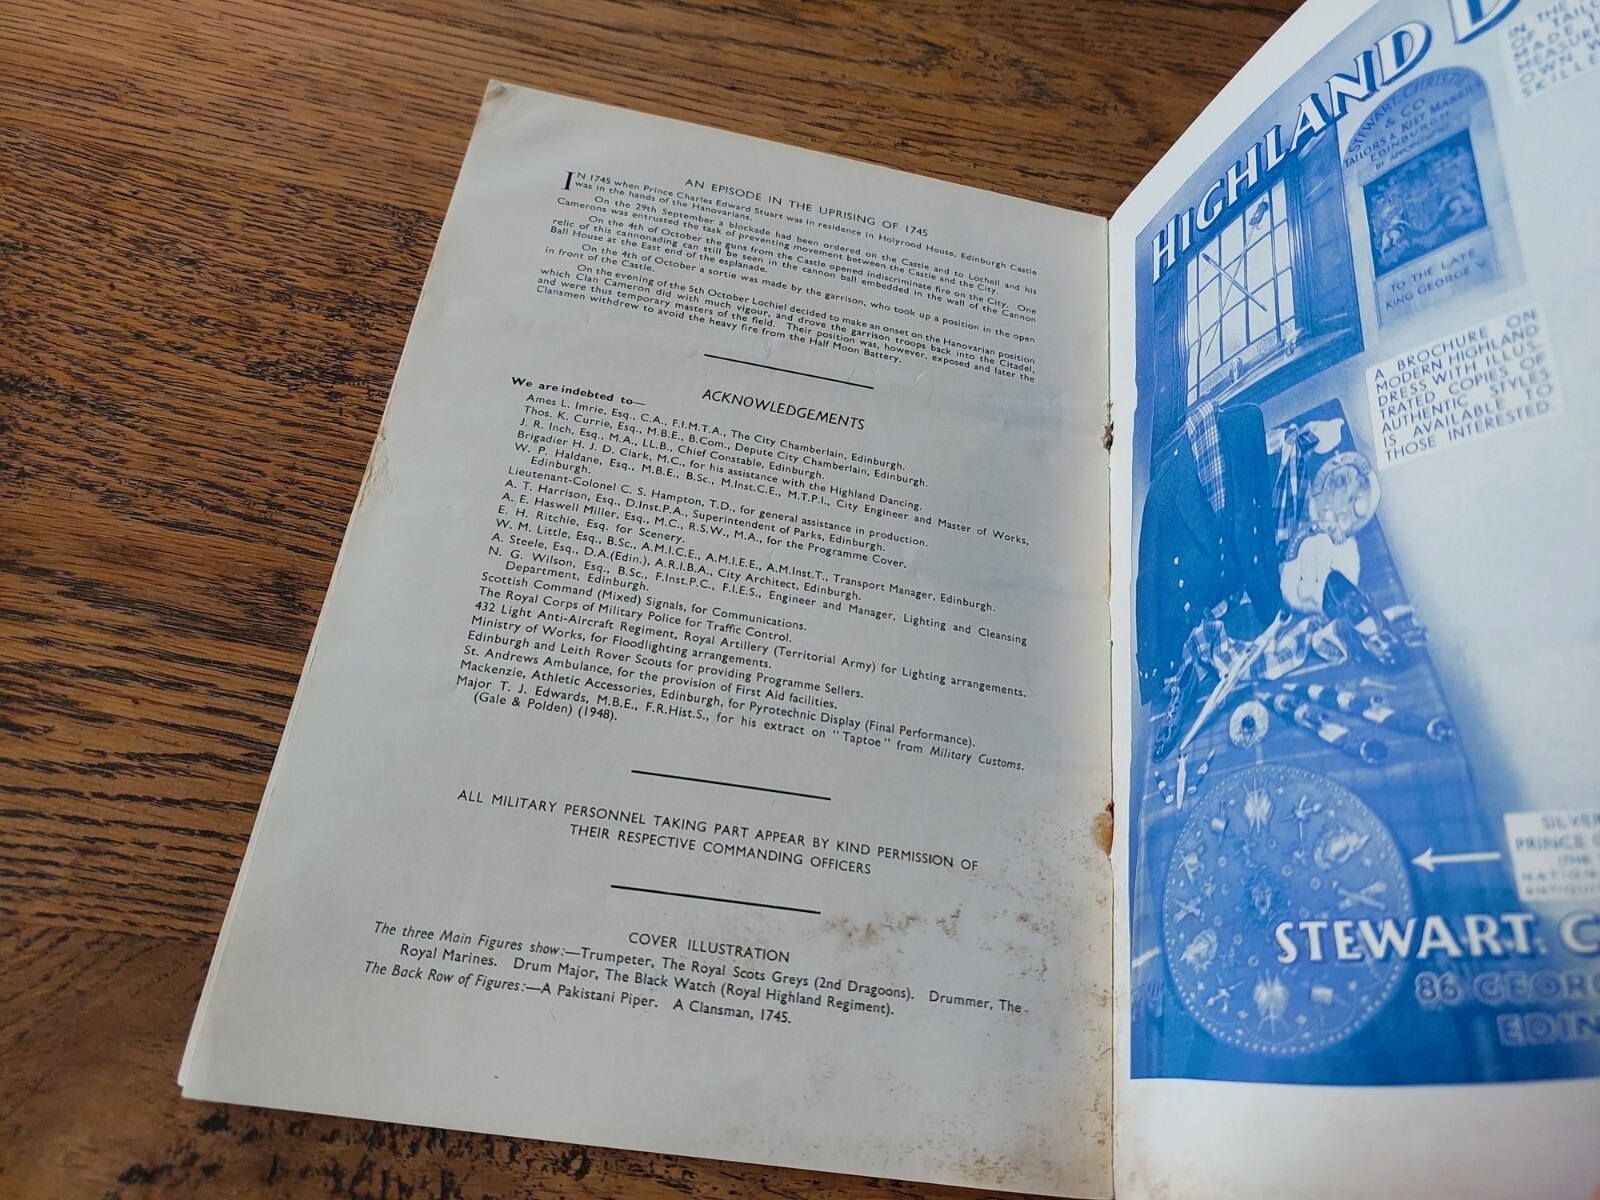 AN EPISODE IN THE UPRISING OF 1745
IN 1745 when Prince Charles Edward Stuart was in residence in Holyrood House, Edinburgh Castle
was in the hands of the Hanoverians.
On the 29th September a blockade had been ordered on the Castle and to Locheil and his
Camerons was entrusted the task of preventing movement between the Castle and the City.
On the 4th of October the guns from the Castle opened indiscriminate fire on the City. One
relic of this cannonading can still be seen in the cannon ball embedded in the wall of the Cannon
Ball House at the East end of the esplanade.
On the 4th of October a sortie was made by the garrison, who took up a position in the open
in front of the Castle.
On the evening of the 5th October Lochiel decided to make an onset on the Hanovarian position
which Clan Cameron did with much vigour, and drove the garrison troops back into the Citadel,
and were thus temporary masters of the field. Their position was, however, exposed and later the
Clansmen withdrew to avoid the heavy fire from the Half Moon Battery.
ACKNOWLEDGEMENTS
We are indebted to—
Ames L. Imrie, Esq., C.A., F.I.M.T.A., The City Chamberlain, Edinburgh.
Thos. K. Currie, Esq., M.B.E., B.Com., Depute City Chamberlain, Edinburgh.
J. R. Inch, Esq., M.A., LL.B., Chief Constable, Edinburgh.
Brigadier H. J. D. Clark, M.C., for his assistance with the Highland Dancing.
W. P. Haldane, Esq., M.B.E., B.Sc., M.Inst.C.E., M.T.P.I., City Engineer and Master of Works,
Edinburgh.
Lieutenant-Colonel C. S. Hampton, T.D., for general assistance in production.
A. T. Harrison, Esq., D.Inst.P.A., Superintendent of Parks, Edinburgh.
A. E. Haswell Miller, Esq., M.C., R.S.W., M.A., for the Programme Cover.
E. H. Ritchie, Esq. for Scenery.
W. M. Little, Esq., B.Sc., A.M.I.C.E., A.M.I.E.E., A.M.Inst.T., Transport Manager, Edinburgh.
A. Steele, Esq., D.A.(Edin.), A.R.I.B.A., City Architect, Edinburgh.
N. G. Wilson, Esq., B.Sc., F.Inst.P.C., F.I.E.S., Engineer and Manager, Lighting and Cleansing
Department, Edinburgh.
Scottish Command (Mixed) Signals, for Communications.
The Royal Corps of Military Police for Traffic Control.
432 Light Anti-Aircraft Regiment, Royal Artillery (Territorial Army) for Lighting arrangements.
Ministry of Works, for Floodlighting arrangements.
Edinburgh and Leith Rover Scouts for providing Programme Sellers.
St. Andrews Ambulance, for the provision of First Aid facilities.
Mackenzie, Athletic Accessories, Edinburgh, for Pyrotechnic Display (Final Performance).
Major T. J. Edwards, M.B.E., F.R.Hist.S., for his extract on "Taptoe" from Military Customs.
(Gale & Polden) (1948).
ALL MILITARY PERSONNEL TAKING PART APPEAR BY KIND PERMISSION OF
THEIR RESPECTIVE COMMANDING OFFICERS
COVER ILLUSTRATION
The three Main Figures show:—Trumpeter, The Royal Scots Greys (2nd Dragoons). Drummer, The
Royal Marines. Drum Major, The Black Watch (Royal Highland Regiment).
The Back Row of Figures:—A Pakistani Piper. A Clansman, 1745.
HIGHLAND D
IN THE
OF TAILO
MADE T
MEASURE
OWN W
SKILLE
STEWART CHRISTIE
& CO
TAILORS & KILT MAKERS
EDINBURGH
BY APPOINTMENT
TO THE LATE
KING GEORGE V
A BROCHURE ON
MODERN HIGHLAND
DRESS WITH ILLUS-
TRATED COPIES OF
AUTHENTIC STYLES
IS AVAILABLE TO
THOSE INTERESTED.
SILVER
PRINCE C
(THE
NATION
ANTIQUI
STEWART C
86 GEORG
EDIN